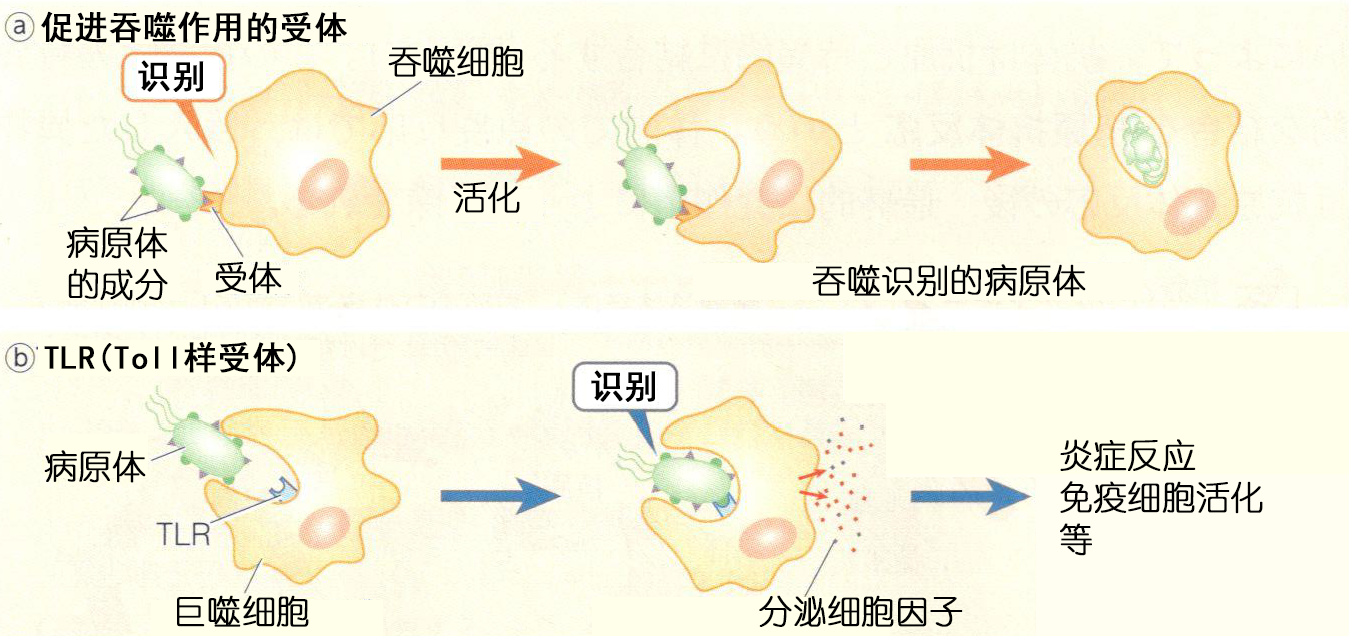 ⓐ 促进吞噬作用的受体
识别
吞噬细胞
活化
病原体
的成分
受体
吞噬识别的病原体
ⓑ TLR(Toll样受体)
识别
病原体
TLR
巨噬细胞
分泌细胞因子
炎症反应
免疫细胞活化
等